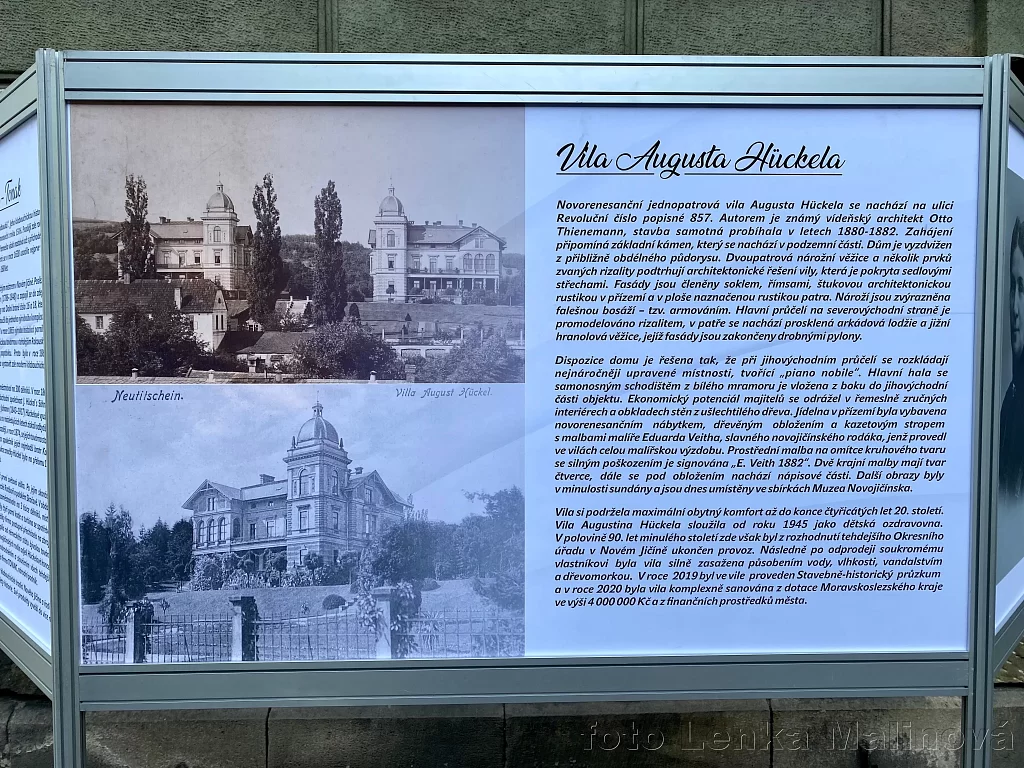 Vila Augusta Hückela
Novorenesanční jednopatrová vila Augusta Hückela se nachází na ulici
Revoluční číslo popisné 857. Autorem je známý vídeňský architekt Otto
Thienemann, stavba samotná probíhala v letech 1880-1882. Zahájení
připomíná základní kámen, který se nachází v podzemní části. Dům je vyzdvižen
z přibližně obdélného půdorysu. Dvoupatrová nárožní věžice a několik prvků
zvaných rizality podtrhují architektonické řešení vily, která je pokryta sedlovými
střechami. Fasády jsou členěny soklem, římsami, štukovou architektonickou
rustikou v přízemí a v ploše naznačenou rustikou patra. Nároží jsou zvýrazněna
falešnou bosáží – tzv. armováním. Hlavní průčelí na severovýchodní straně je
promodelováno rizalitem, v patře se nachází prosklená arkádová lodžie a jižní
hranolová věžice, jejíž fasády jsou zakončeny drobnými pylony.
Dispozice domu je řešena tak, že při jihovýchodním průčelí se rozkládají
nejnáročněji upravené místnosti, tvořící „piano nobile“. Hlavní hala se
samonosným schodištěm z bílého mramoru je vložena z boku do jihovýchodní
části objektu. Ekonomický potenciál majitelů se odrážel v řemeslně zručných
interiérech a obkladech stěn z ušlechtilého dřeva. Jídelna v přízemí byla vybavena
novorenesančním nábytkem, dřevěným obložením a kazetovým stropem
s malbami malíře Eduarda Veitha, slavného novojičínského rodáka, jenž provedl
ve vilách celou malířskou výzdobu. Prostřední malba na omítce kruhového tvaru
se silným poškozením je signována „E. Veith 1882“. Dvě krajní malby mají tvar
čtverce, dále se pod obložením nachází nápisové části. Další obrazy byly
v minulosti sundány a jsou dnes umístěny ve sbírkách Muzea Novojičínska.
Vila si podržela maximální obytný komfort až do konce čtyřicátých let 20. století.
Vila Augustina Hückela sloužila od roku 1945 jako dětská ozdravovna.
V polovině 90. let minulého století zde však byl z rozhodnutí tehdejšího Okresního
úřadu v Novém Jičíně ukončen provoz. Následně po odprodeji soukromému
vlastníkovi byla vila silně zasažena působením vody, vlhkosti, vandalstvím
a dřevomorkou. V roce 2019 byl ve vile proveden Stavebně-historický průzkum
a v roce 2020 byla vila komplexně sanována z dotace Moravskoslezského kraje
ve výši 4 000 000 Kč a z finančních prostředků města.
Neutitschein.
Villa August Hückel.
foto Lenka Malinová